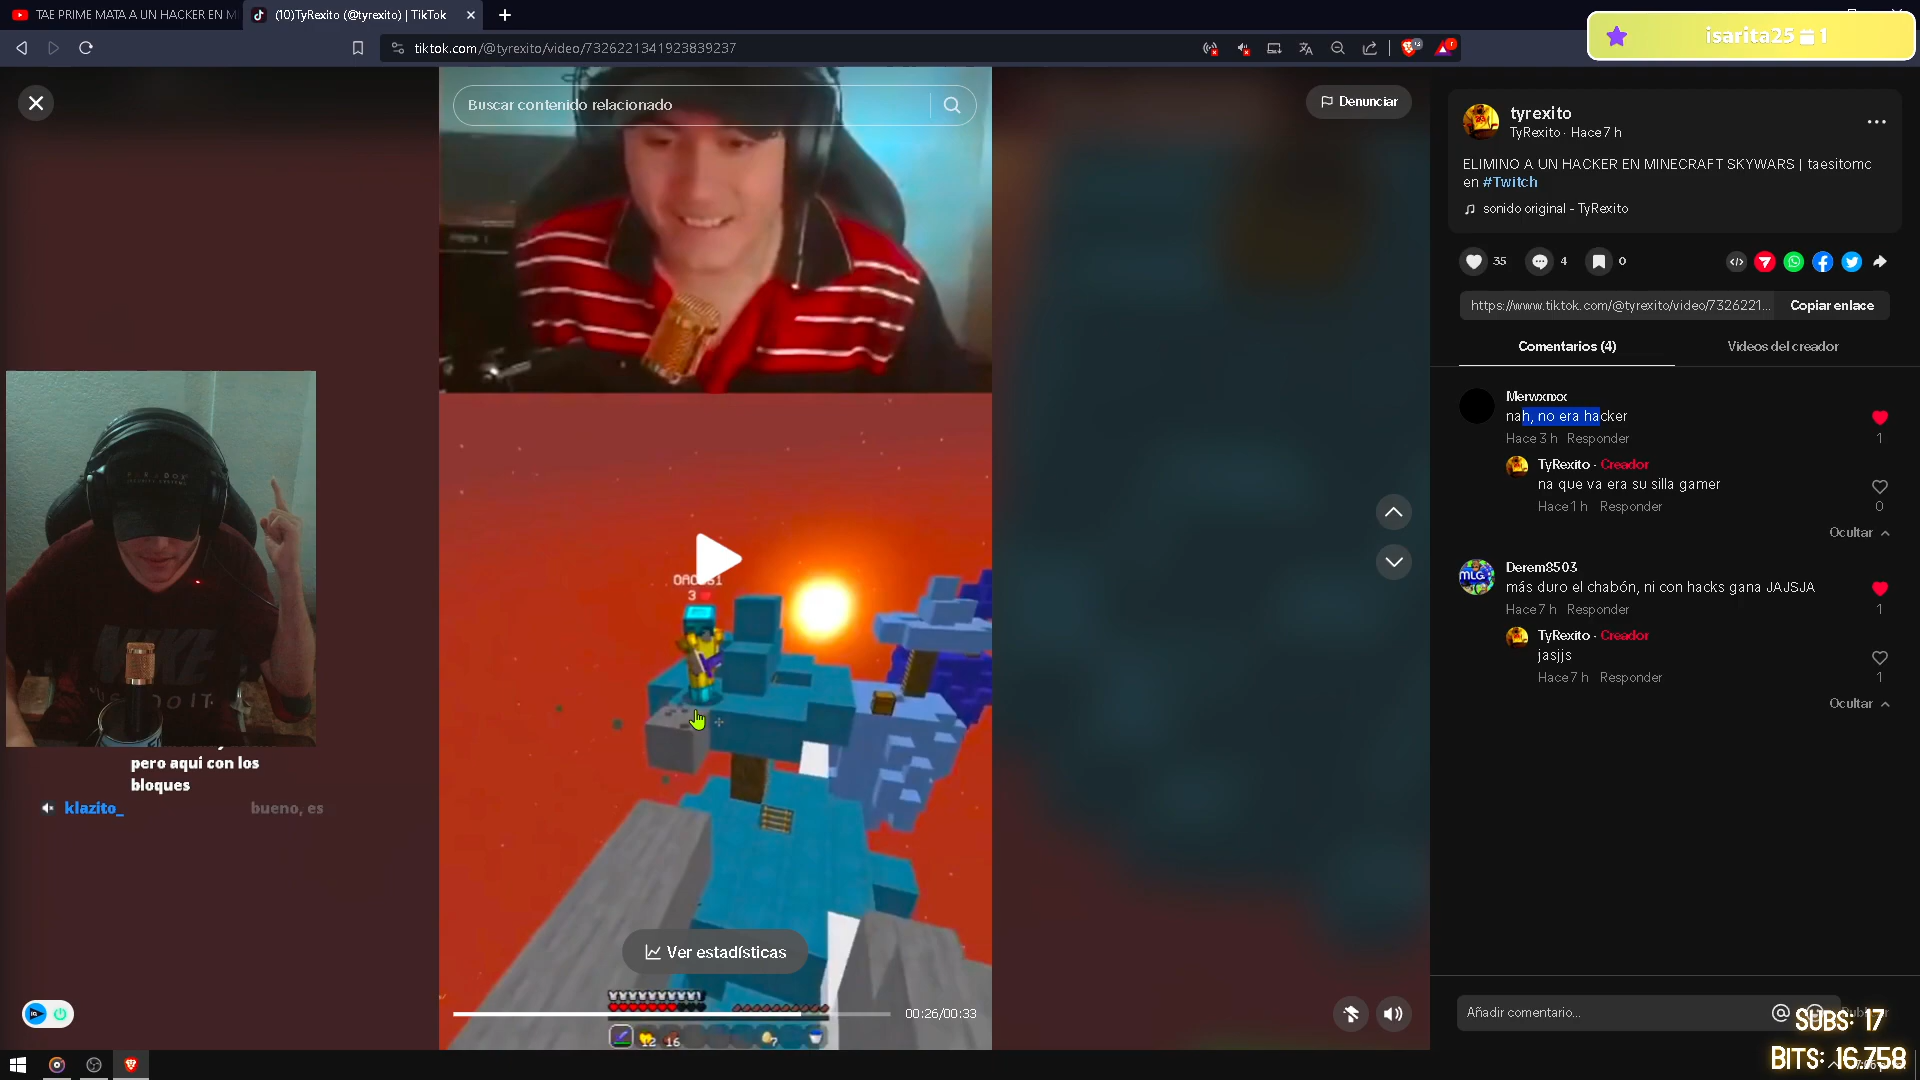 TAE PRIME MATA A UN HACKER EN M
(10)TyRexito (@tyrexito) | TikTok
tiktok.com/@tyrexito/video/7326221341923839237
isarita25 1
Buscar contenido relacionado
Denunciar
tyrexito
TyRexito · Hace 7 h
ELIMINO A UN HACKER EN MINECRAFT SKYWARS | taesitomc
en #Twitch
sonido original - TyRexito
35
4
0
https://www.tiktok.com/@tyrexito/video/7326221...
Copiar enlace
Comentarios (4)
Videos del creador
Merwxnxx
nah, no era hacker
Hace 3 h Responder
1
TyRexito · Creador
na que va era su silla gamer
Hace 1 h Responder
0
Ocultar
Derem8503
más duro el chabón, ni con hacks gana JAJSJA
Hace 7 h Responder
1
TyRexito · Creador
jasjjs
Hace 7 h Responder
1
Ocultar
MLG
3
pero aquí con los
bloques
klazito_
bueno, es
Ver estadísticas
00:26/00:33
12
16
7
Añadir comentario...
SUBS: 17
BITS: 16.758